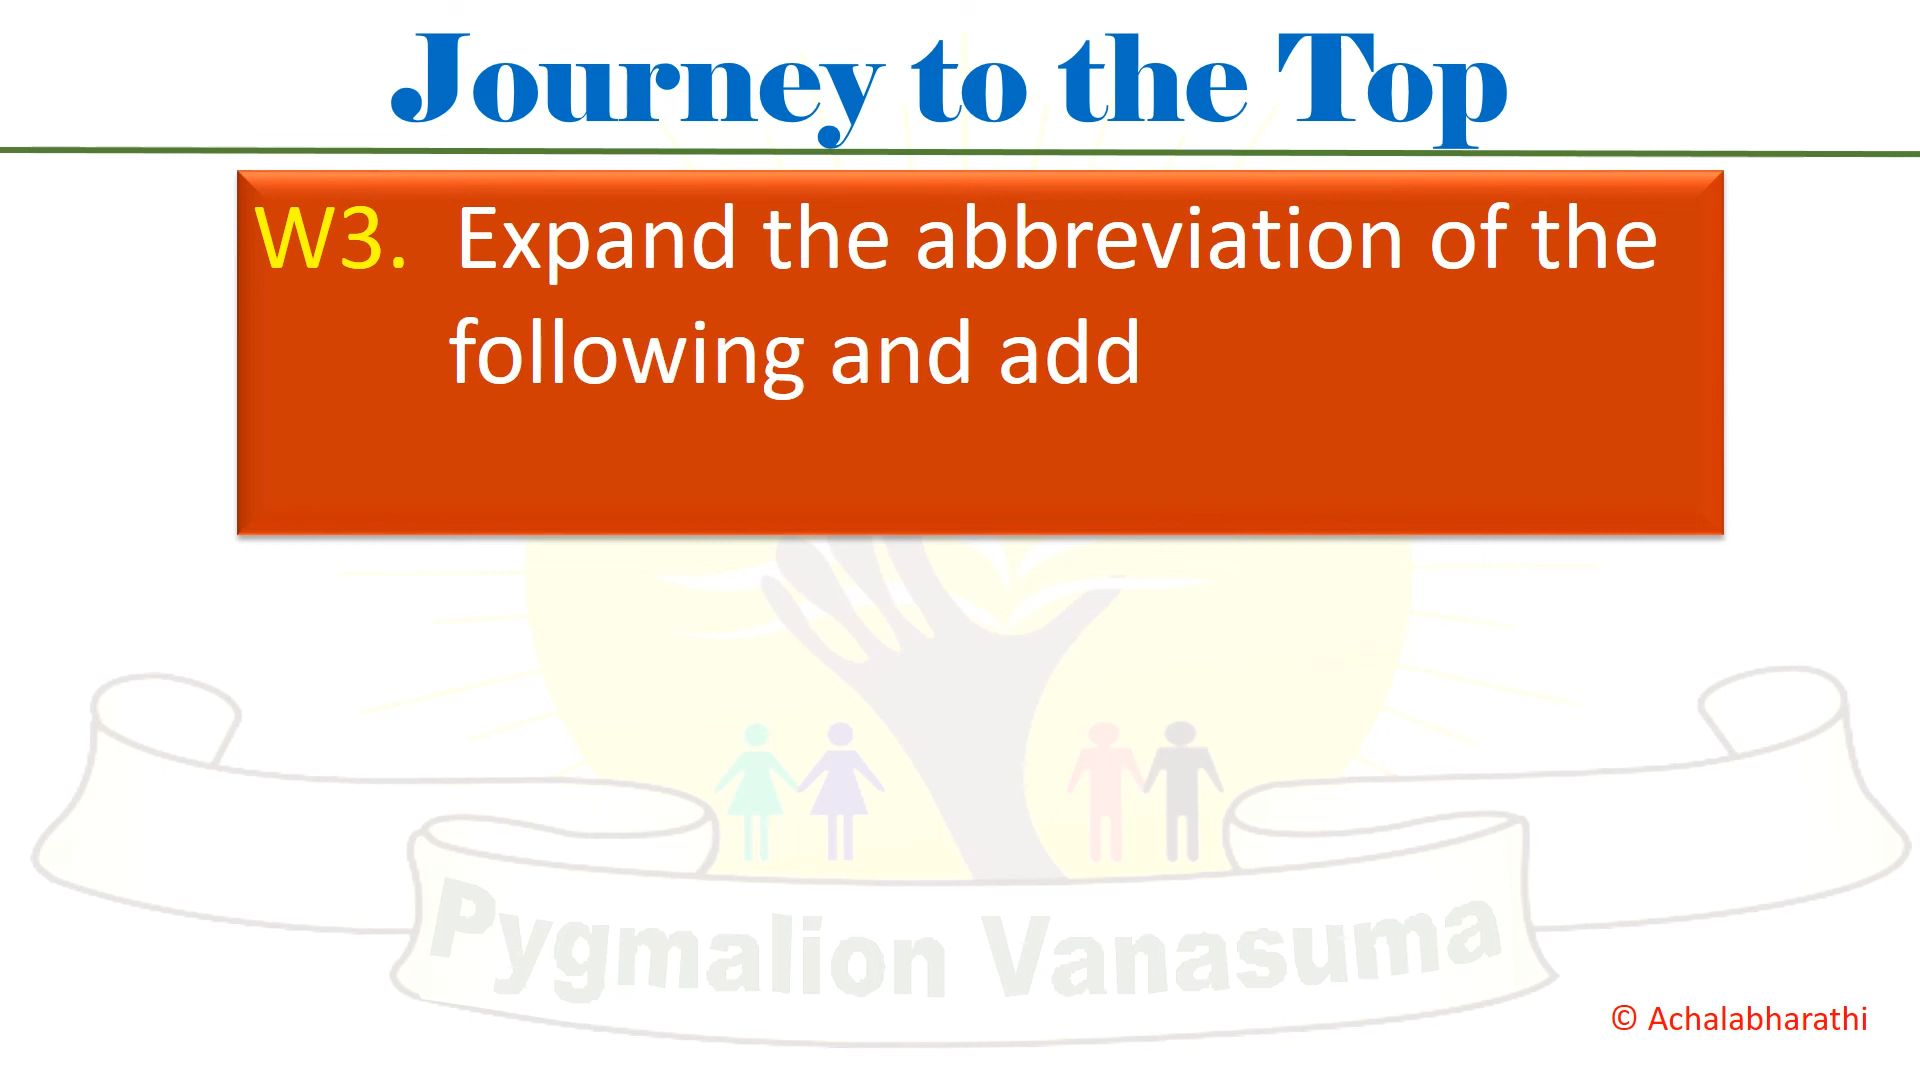 Journey to the Top
W3. Expand the abbreviation of the
following and add
Pygmalion Vanasuma
© Achalabharathi